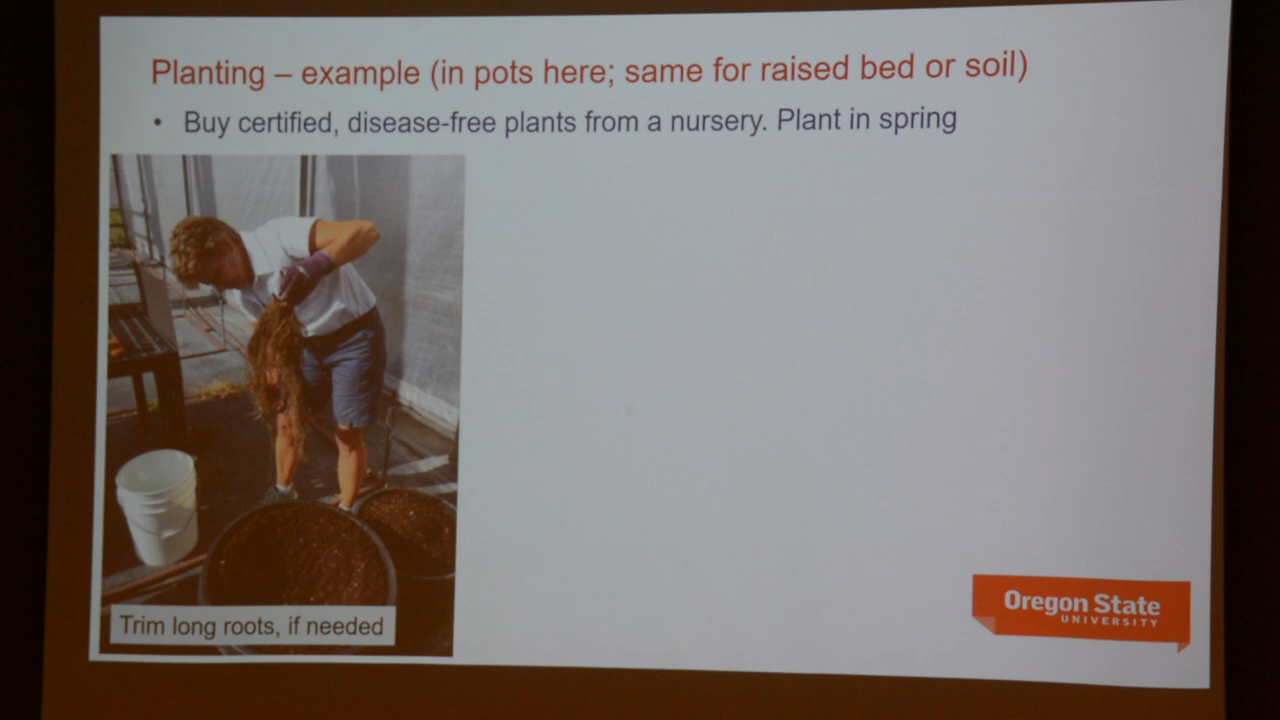 Planting – example (in pots here; same for raised bed or soil)
• Buy certified, disease-free plants from a nursery. Plant in spring
Trim long roots, if needed
Oregon State
UNIVERSITY